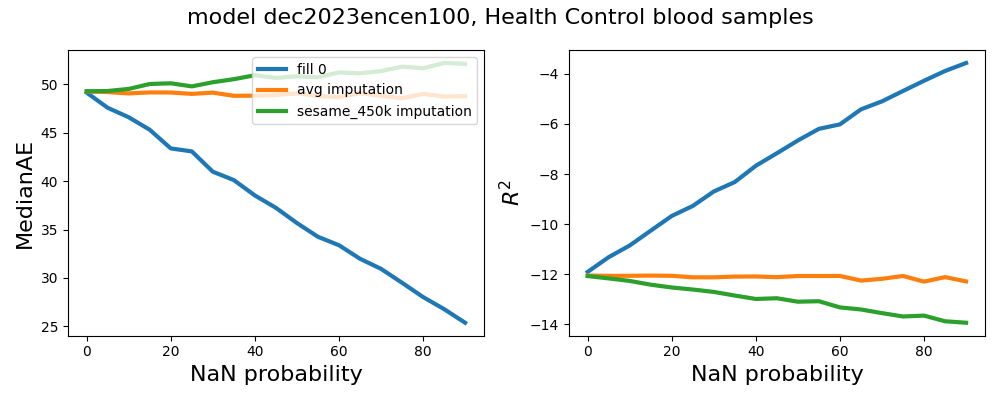 model dec2023encen100, Health Control blood samples
MedianAE
50
45
40
35
30
25
0
20
40
60
80
NaN probability
fill 0
avg imputation
sesame_450k imputation
R²
−4
−6
−8
−10
−12
−14
0
20
40
60
80
NaN probability